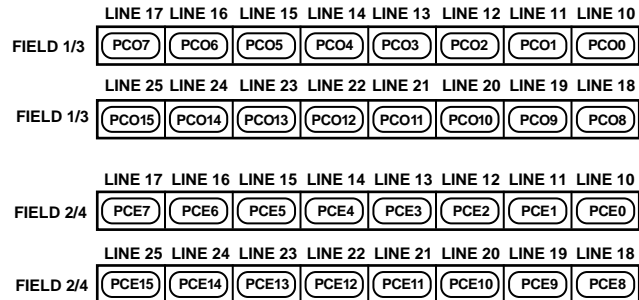 LINE 17 LINE 16 LINE 15 LINE 14 LINE 13 LINE 12 LINE 11 LINE 10
FIELD 1/3 PCO7 PCO6 PCO5 PCO4 PCO3 PCO2 PCO1 PCO0
LINE 25 LINE 24 LINE 23 LINE 22 LINE 21 LINE 20 LINE 19 LINE 18
FIELD 1/3 PCO15 PCO14 PCO13 PCO12 PCO11 PCO10 PCO9 PCO8
LINE 17 LINE 16 LINE 15 LINE 14 LINE 13 LINE 12 LINE 11 LINE 10
FIELD 2/4 PCE7 PCE6 PCE5 PCE4 PCE3 PCE2 PCE1 PCE0
LINE 25 LINE 24 LINE 23 LINE 22 LINE 21 LINE 20 LINE 19 LINE 18
FIELD 2/4 PCE15 PCE14 PCE13 PCE12 PCE11 PCE10 PCE9 PCE8